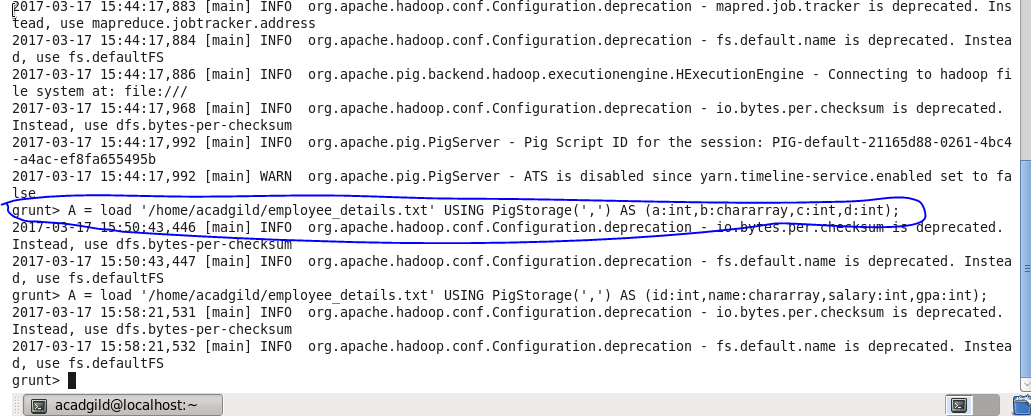 2017-03-17 15:44:17,883 [main] INFO  org.apache.hadoop.conf.Configuration.deprecation - mapred.job.tracker is deprecated. Ins
tead, use mapreduce.jobtracker.address
2017-03-17 15:44:17,884 [main] INFO  org.apache.hadoop.conf.Configuration.deprecation - fs.default.name is deprecated. Instea
d, use fs.defaultFS
2017-03-17 15:44:17,886 [main] INFO  org.apache.pig.backend.hadoop.executionengine.HExecutionEngine - Connecting to hadoop fi
le system at: file:///
2017-03-17 15:44:17,968 [main] INFO  org.apache.hadoop.conf.Configuration.deprecation - io.bytes.per.checksum is deprecated.
Instead, use dfs.bytes-per-checksum
2017-03-17 15:44:17,992 [main] INFO  org.apache.pig.PigServer - Pig Script ID for the session: PIG-default-21165d88-0261-4bc4
-a4ac-ef8fa655495b
2017-03-17 15:44:17,992 [main] WARN  org.apache.pig.PigServer - ATS is disabled since yarn.timeline-service.enabled set to fa
lse
grunt> A = load '/home/acadgild/employee_details.txt' USING PigStorage(',') AS (a:int,b:chararray,c:int,d:int);
2017-03-17 15:50:43,446 [main] INFO  org.apache.hadoop.conf.Configuration.deprecation - io.bytes.per.checksum is deprecated.
Instead, use dfs.bytes-per-checksum
2017-03-17 15:50:43,447 [main] INFO  org.apache.hadoop.conf.Configuration.deprecation - fs.default.name is deprecated. Instea
d, use fs.defaultFS
grunt> A = load '/home/acadgild/employee_details.txt' USING PigStorage(',') AS (id:int,name:chararray,salary:int,gpa:int);
2017-03-17 15:58:21,531 [main] INFO  org.apache.hadoop.conf.Configuration.deprecation - io.bytes.per.checksum is deprecated.
Instead, use dfs.bytes-per-checksum
2017-03-17 15:58:21,532 [main] INFO  org.apache.hadoop.conf.Configuration.deprecation - fs.default.name is deprecated. Instea
d, use fs.defaultFS
grunt>
acadgild@localhost:~